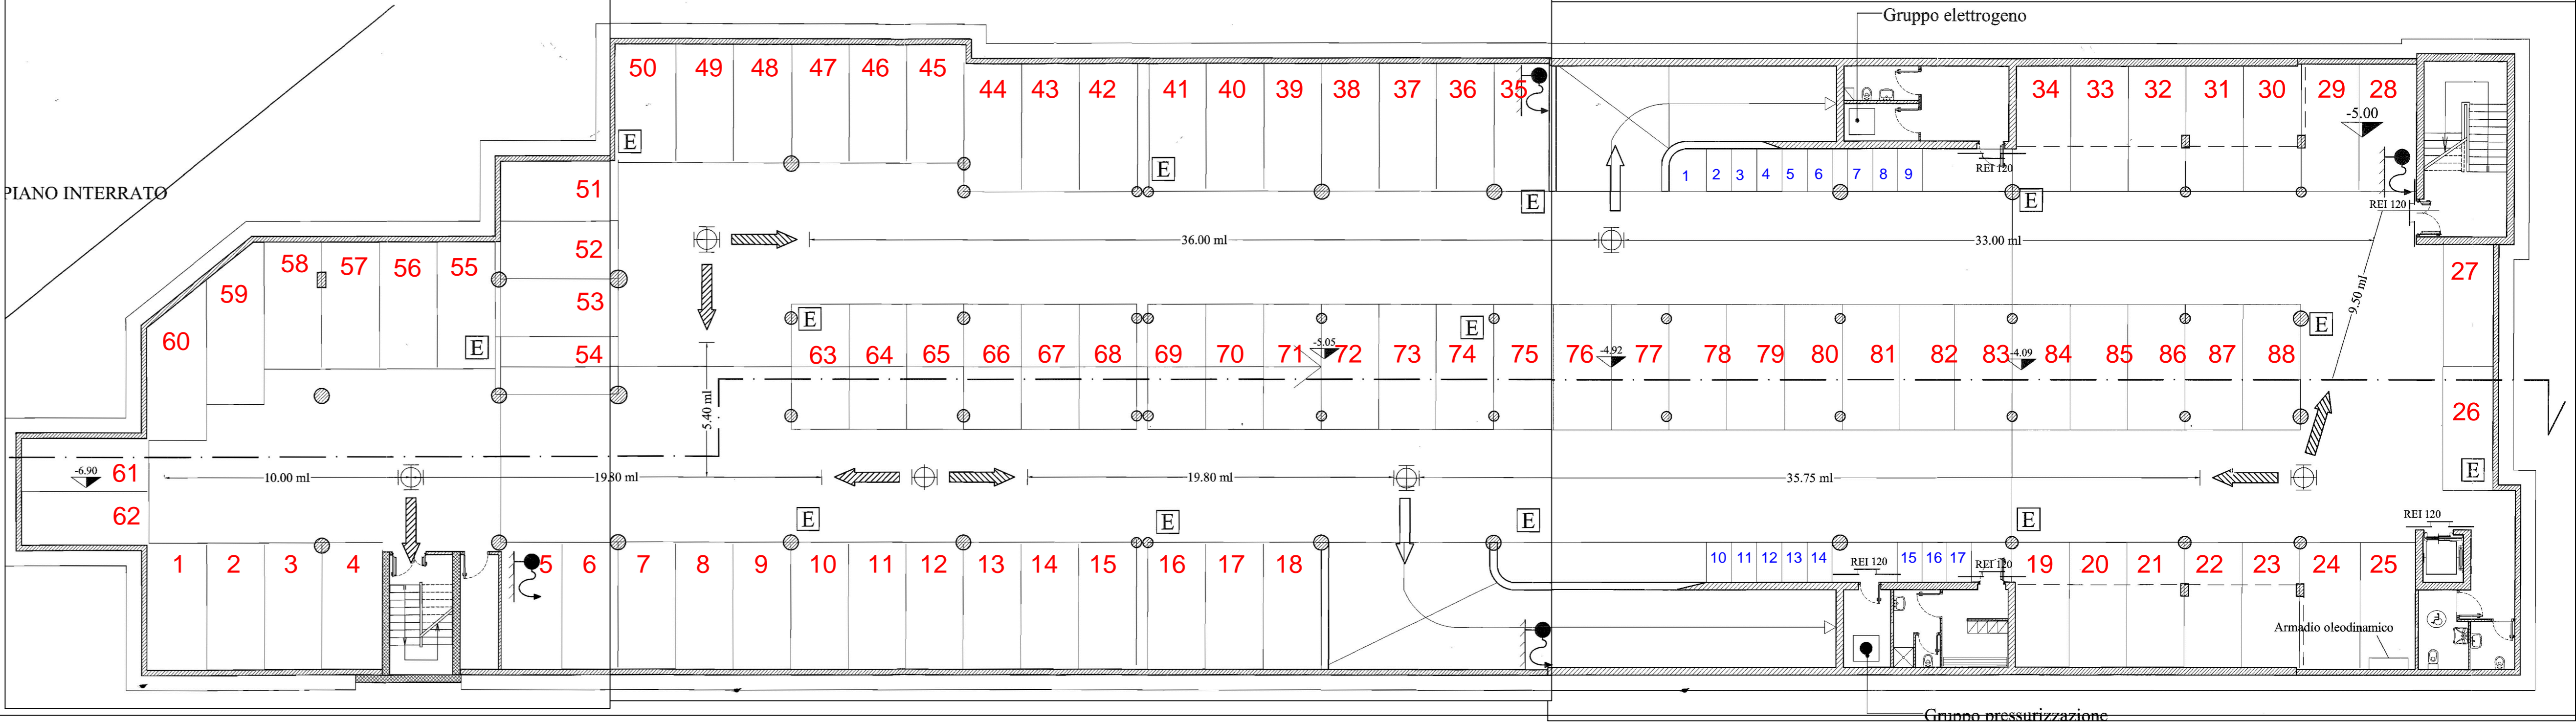 Gruppo elettrogeno
50 49 48 47 46 45
44 43 42 41 40 39 38 37 36 35
34 33 32 31 30 29 28
-5.00
E
E
1 2 3 4 5 6 7 8 9
REI 120
PIANO INTERRATO
51
E
E
REI 120
36.00 ml
33.00 ml
52
58 57 56 55
59
53
27
9.50 ml
60
E
54
E
E
E
63 64 65 66 67 68 69 70 71 72 73 74 75 76 77 78 79 80 81 82 83 84 85 86 87 88
-5.05
-4.92
-4.09
5.40 ml
26
61
-6.90
10.00 ml
19.80 ml
19.80 ml
35.75 ml
E
62
E
E
E
E
REI 120
1 2 3 4 5 6 7 8 9 10 11 12 13 14 15 16 17 18
10 11 12 13 14
REI 120
15 16 17
REI 120
19 20 21 22 23 24 25
Armadio oleodinamico
Gruppo pressurizzazione